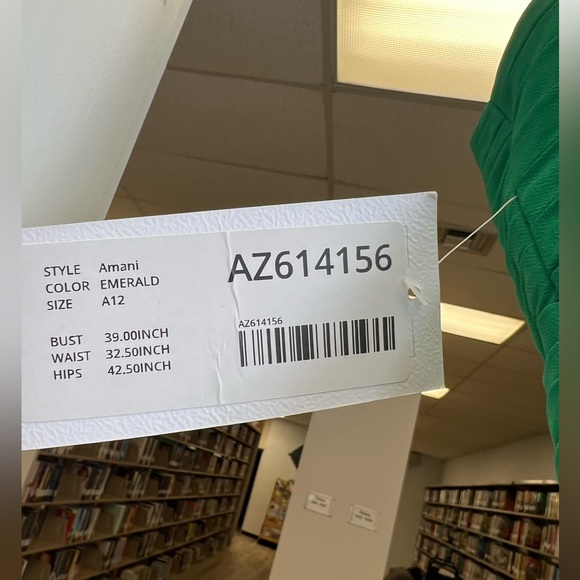 STYLE Amani
COLOR EMERALD
SIZE A12
BUST 39.00INCH
WAIST 32.50INCH
HIPS 42.50INCH
AZ614156
AZ614156